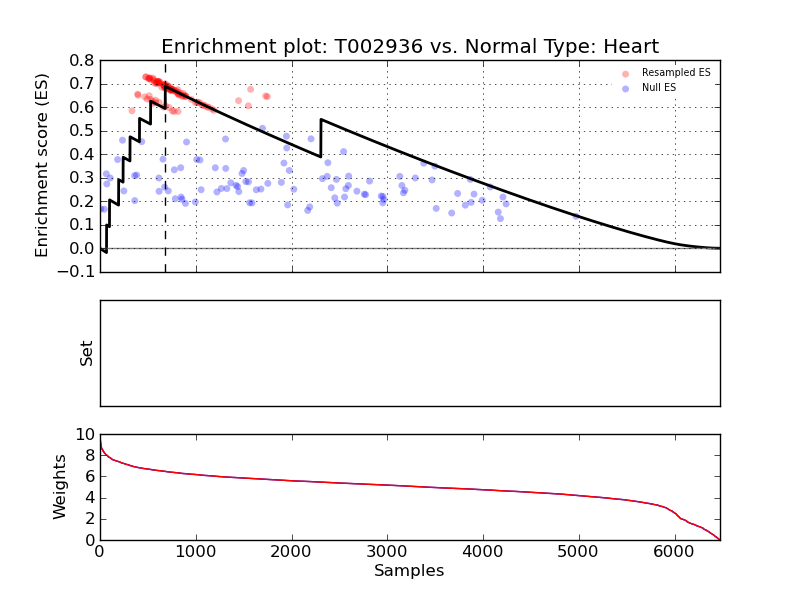 Enrichment plot: T002936 vs. Normal Type: Heart
Enrichment score (ES)
0.8
0.7
0.6
0.5
0.4
0.3
0.2
0.1
0.0
−0.1
Resampled ES
Null ES
Set
Weights
10
8
6
4
2
0
0 1000 2000 3000 4000 5000 6000
Samples